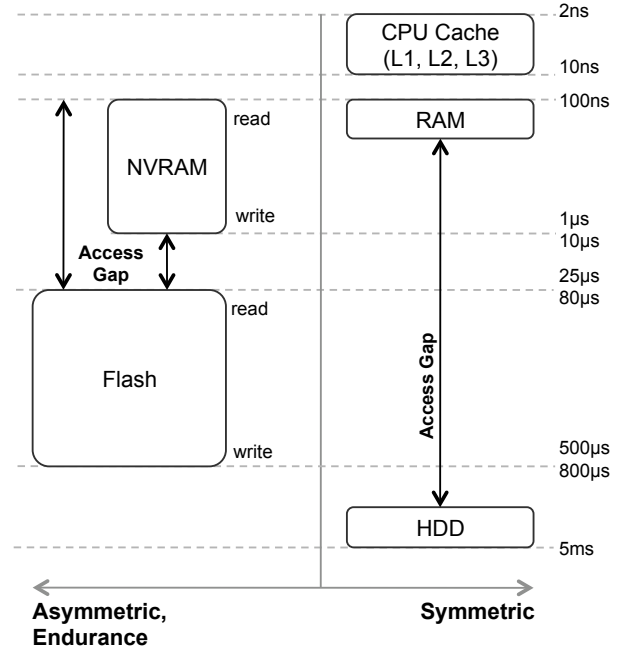 2ns
CPU Cache
(L1, L2, L3)
10ns
100ns
read
RAM
NVRAM
write
1µs
Access
Gap
10µs
25µs
80µs
read
Access Gap
Flash
write
500µs
800µs
HDD
5ms
Asymmetric,
Endurance
Symmetric